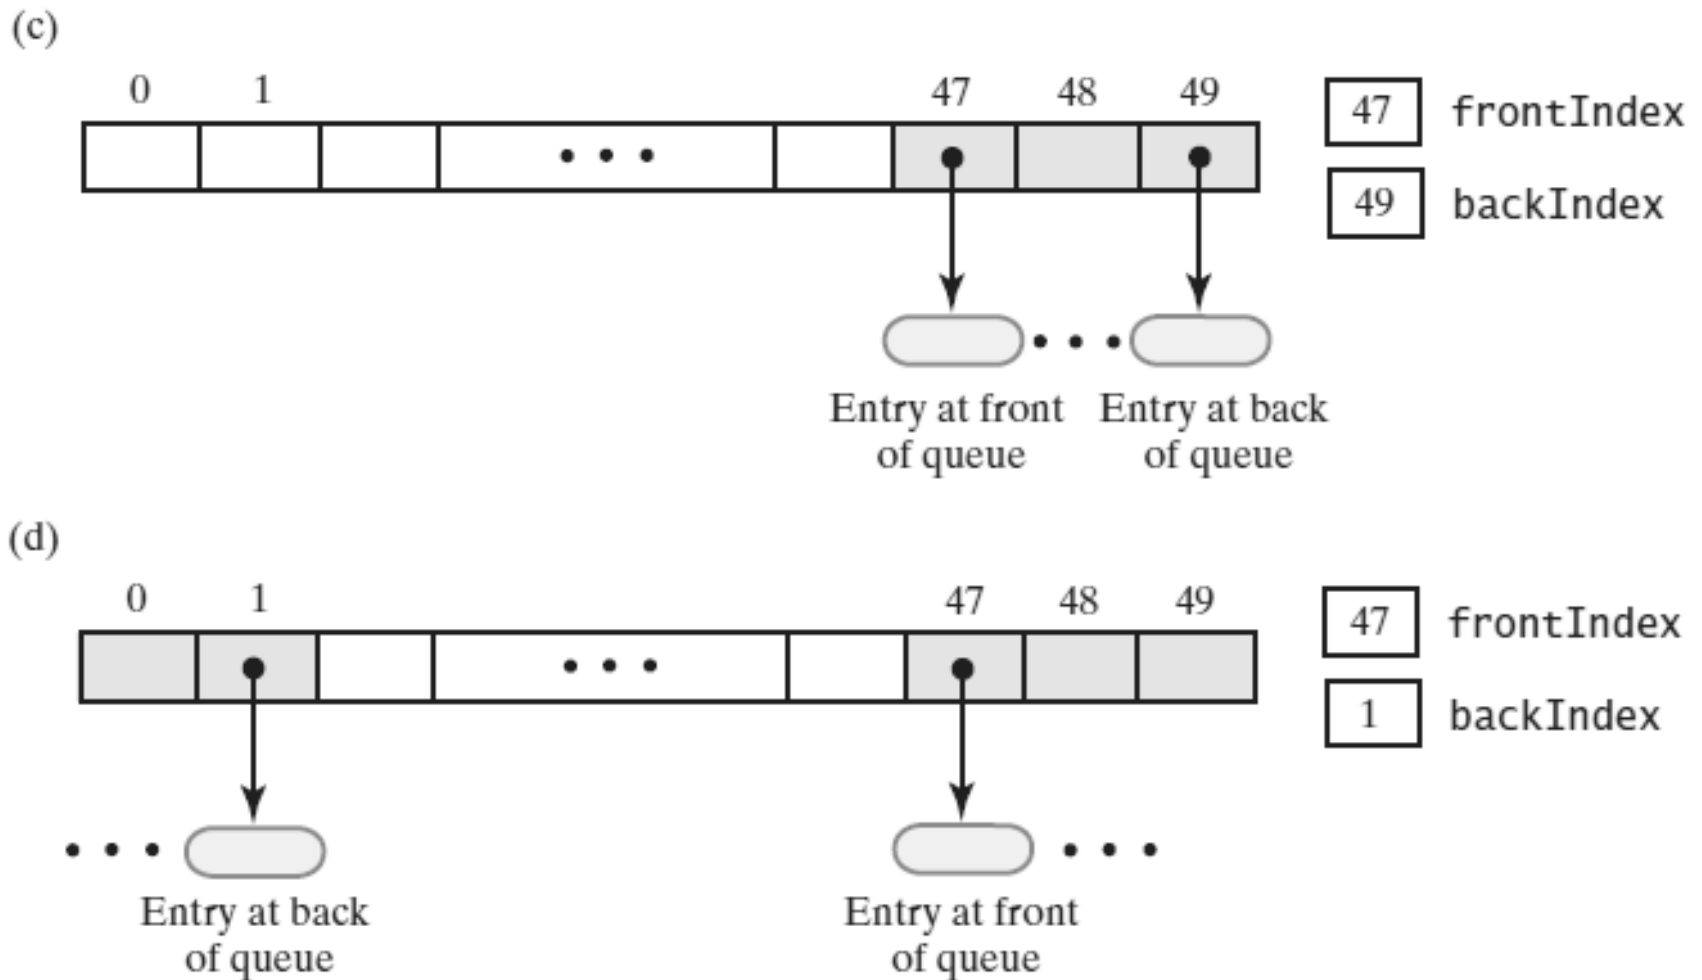 (c)
0 1 47 48 49
47 frontIndex
49 backIndex
Entry at front
of queue
Entry at back
of queue
(d)
0 1 47 48 49
47 frontIndex
1 backIndex
Entry at back
of queue
Entry at front
of queue